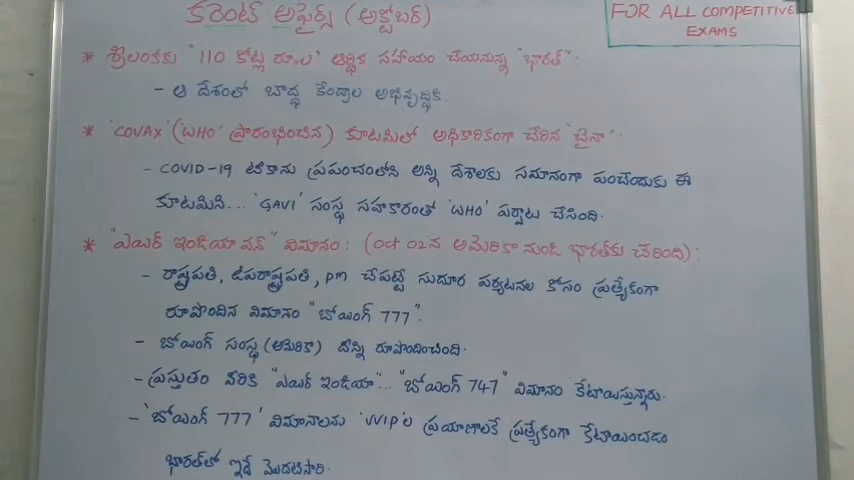 కరెంట్ అఫైర్స్ (అక్టోబర్)
FOR ALL COMPETITIVE
EXAMS
* శ్రీలంకకు "110 కోట్ల రూ॥ల" ఆర్థిక సహాయం చేయనున్న "భారత్":
- ఆ దేశంలో బౌద్ధ కేంద్రాల అభివృద్ధికి.
* 'COVAX' (WHO' ప్రారంభించిన) కూటమిలో అధికారికంగా చేరిన 'చైనా'.
- COVID-19 టీకాను ప్రపంచంలోని అన్ని దేశాలకు సమానంగా పంచేందుకు ఈ
కూటమిని... 'GAVI' సంస్థ సహకారంతో 'WHO' ఏర్పాటు చేసింది.
* "ఎయిర్ ఇండియా వన్" విమానం: (Oct 02న అమెరికా నుండి భారత్‌కు చేరింది):
- రాష్ట్రపతి, ఉపరాష్ట్రపతి, PM చేపట్టే సుదూర పర్యటనల కోసం ప్రత్యేకంగా
రూపొందిన విమానం "బోయింగ్ 777".
- బోయింగ్ సంస్థ (అమెరికా) దీన్ని రూపొందించింది.
- ప్రస్తుతం వీరికి "ఎయిర్ ఇండియా"... "బోయింగ్ 747" విమానం కేటాయిస్తున్నారు.
- 'బోయింగ్ 777' విమానాలను 'VVIP'ల ప్రయాణాలకే ప్రత్యేకంగా కేటాయించడం
భారత్‌లో ఇదే మొదటిసారి.